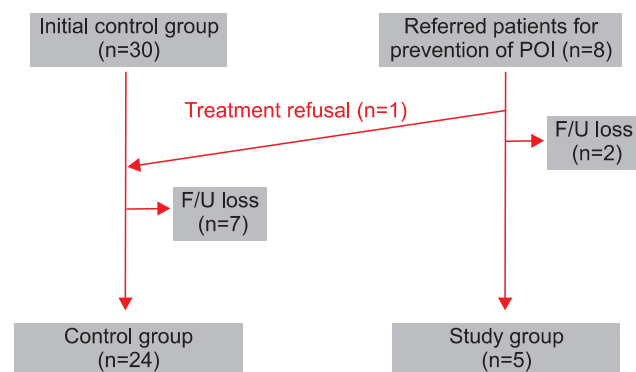 Initial control group
(n=30)
Referred patients for
prevention of POI (n=8)
Treatment refusal (n=1)
F/U loss
(n=2)
F/U loss
(n=7)
Control group
(n=24)
Study group
(n=5)